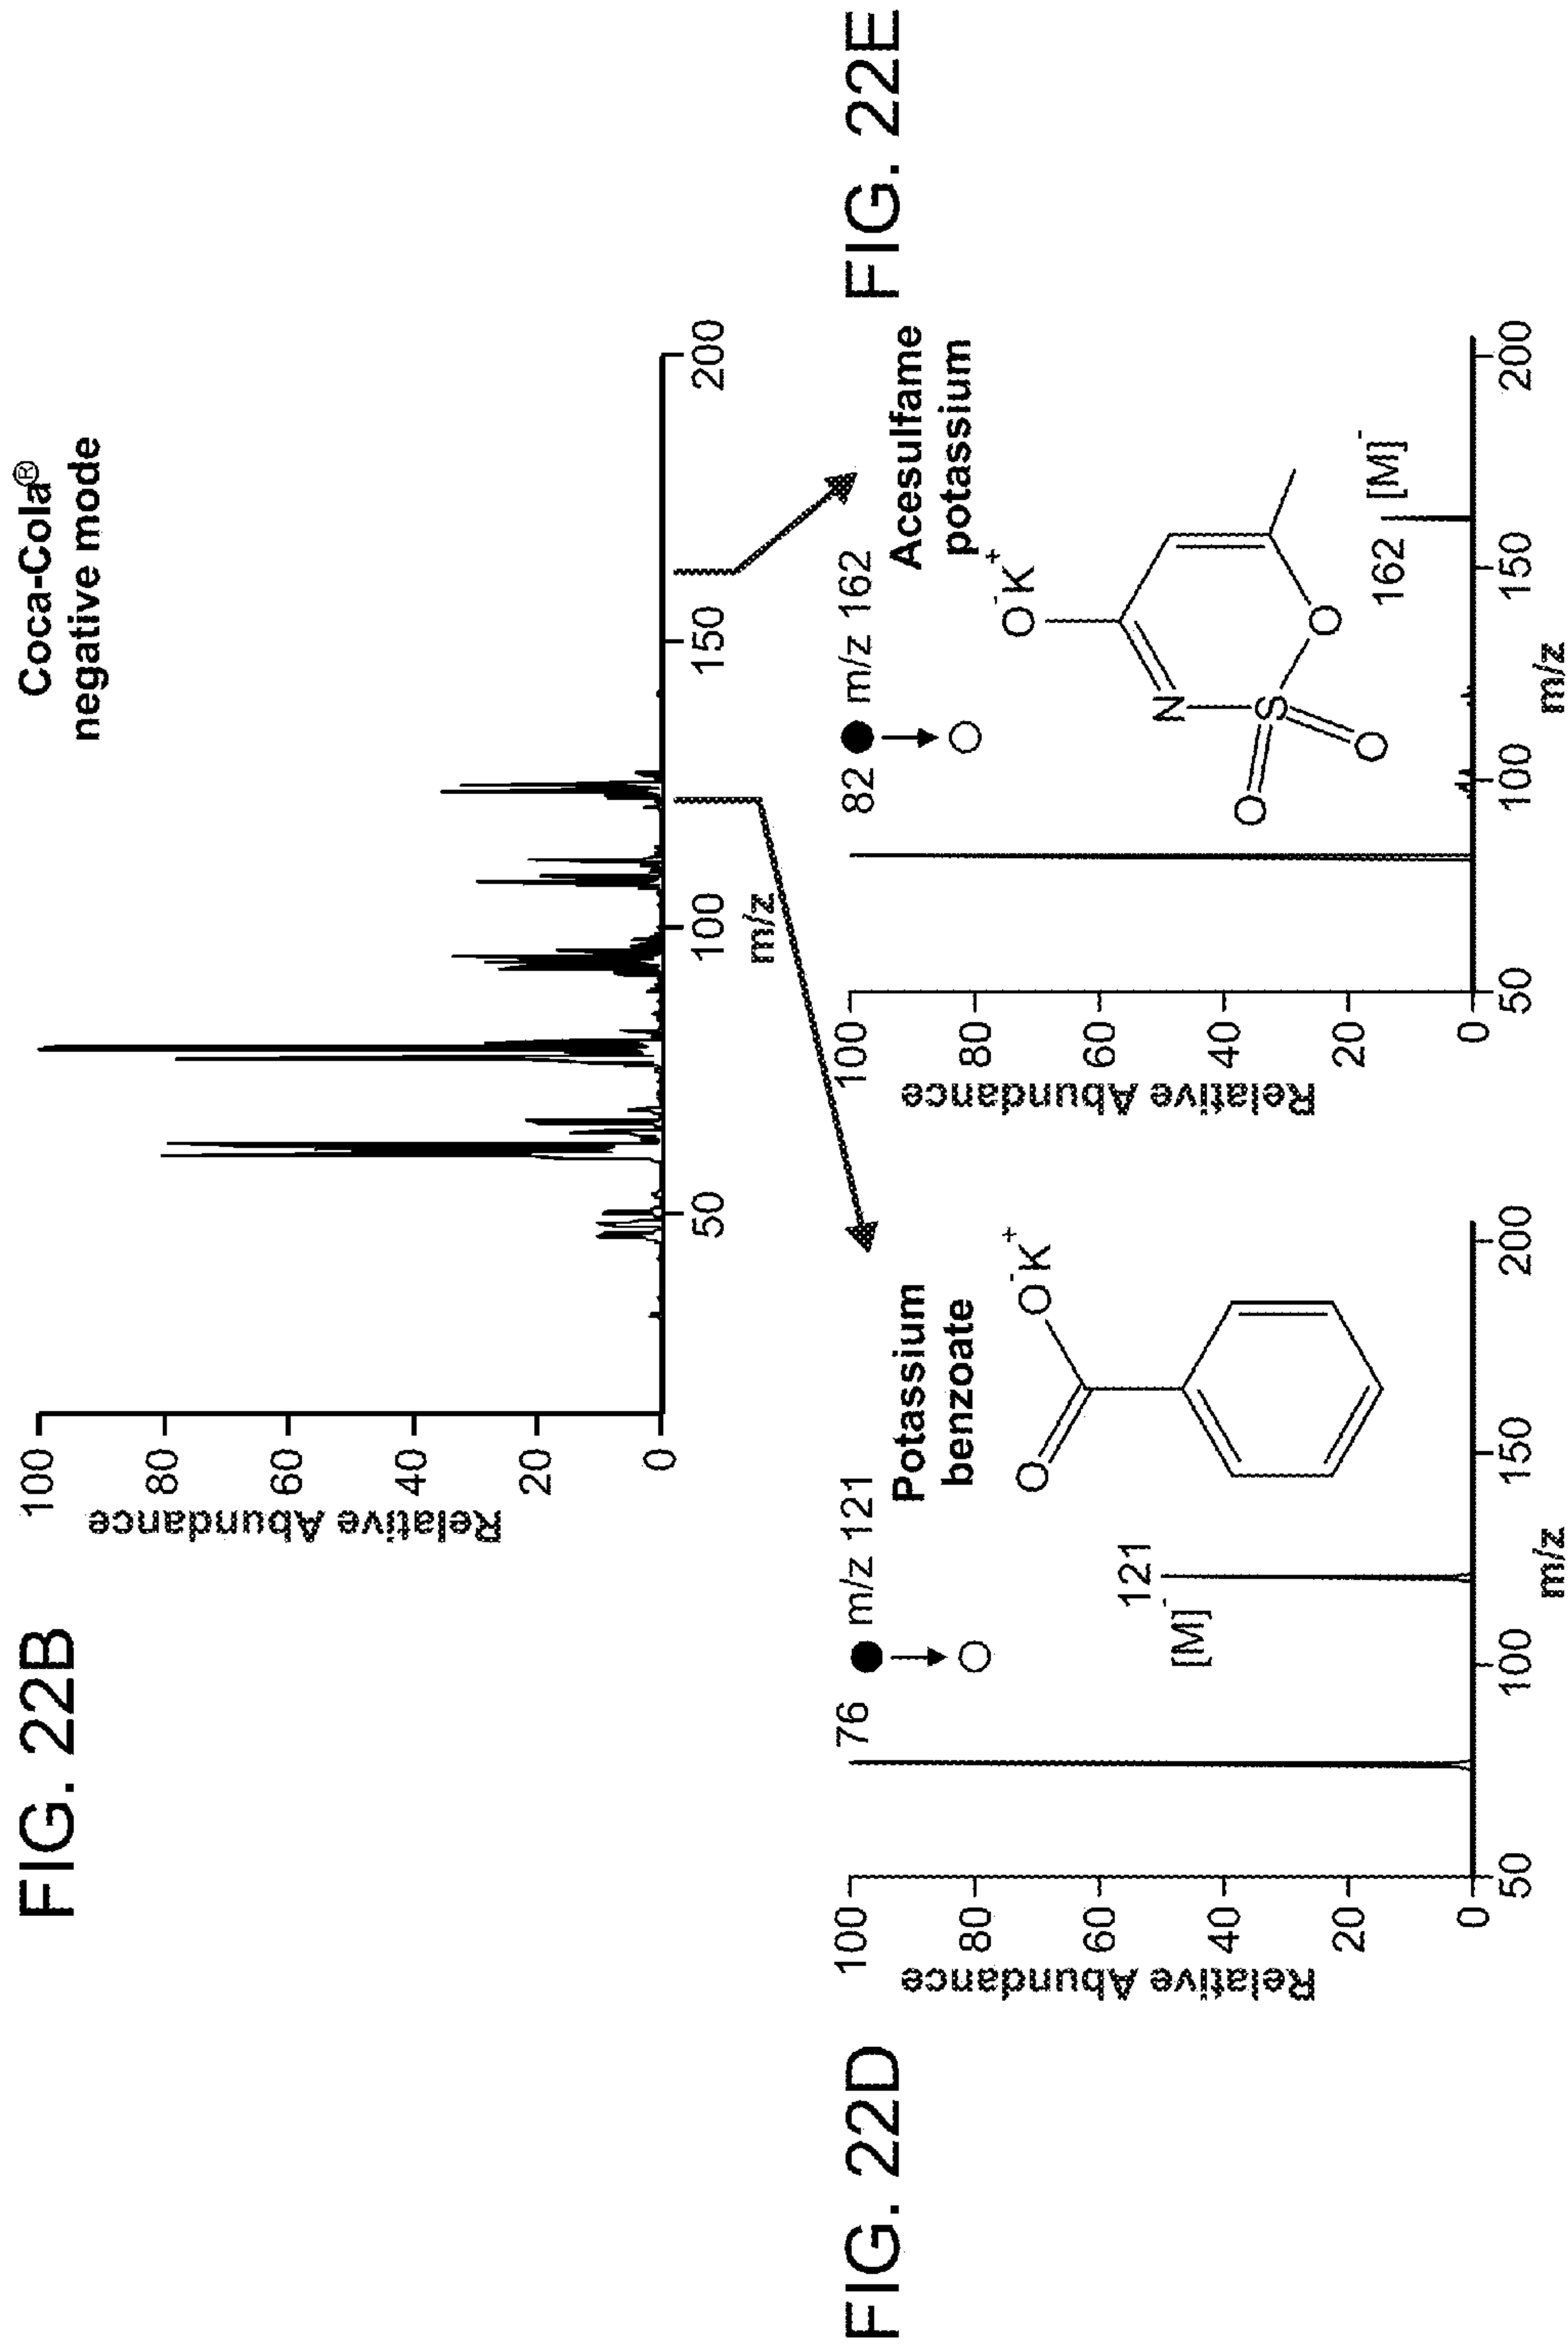 FIG. 22B
Coca-Cola®
negative mode
Relative Abundance
100
80
60
40
20
0
50
100
150
200
m/z
FIG. 22D
76
m/z 121
Potassium
benzoate
O
O⁻K⁺
121
[M]⁻
Relative Abundance
100
80
60
40
20
0
50
100
150
200
m/z
FIG. 22E
82
m/z 162
Acesulfame
potassium
O⁻K⁺
N
S
O
O
O
162
[M]⁻
Relative Abundance
100
80
60
40
20
0
50
100
150
200
m/z